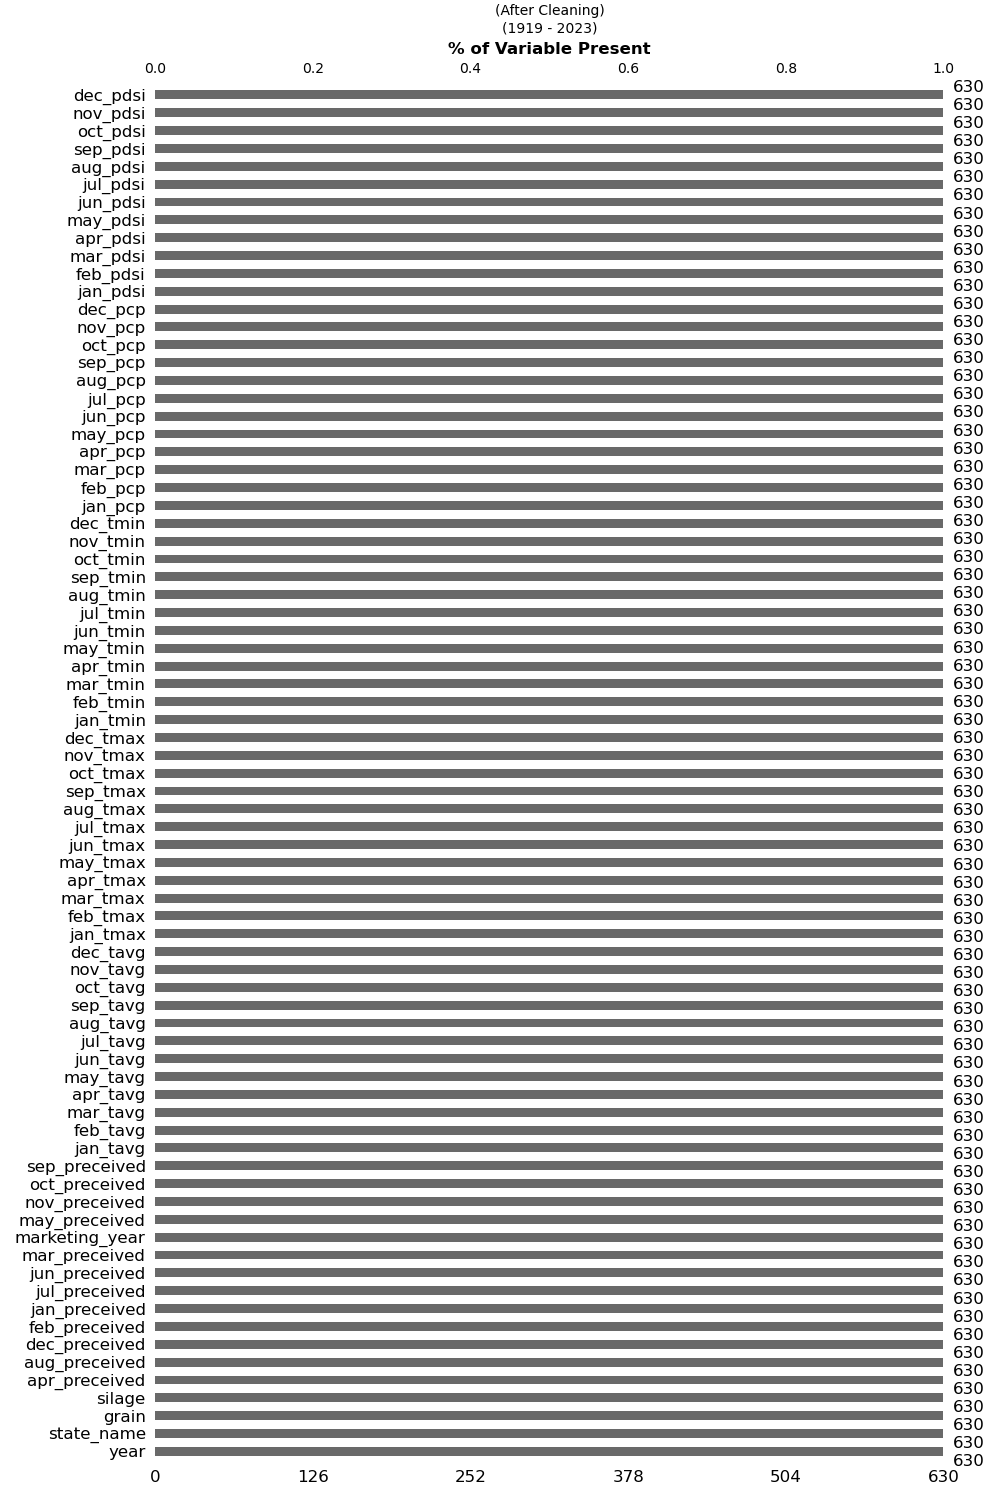 (After Cleaning)
(1919 - 2023)
% of Variable Present
0.0 0.2 0.4 0.6 0.8 1.0
dec_pdsi 630
nov_pdsi 630
oct_pdsi 630
sep_pdsi 630
aug_pdsi 630
jul_pdsi 630
jun_pdsi 630
may_pdsi 630
apr_pdsi 630
mar_pdsi 630
feb_pdsi 630
jan_pdsi 630
dec_pcp 630
nov_pcp 630
oct_pcp 630
sep_pcp 630
aug_pcp 630
jul_pcp 630
jun_pcp 630
may_pcp 630
apr_pcp 630
mar_pcp 630
feb_pcp 630
jan_pcp 630
dec_tmin 630
nov_tmin 630
oct_tmin 630
sep_tmin 630
aug_tmin 630
jul_tmin 630
jun_tmin 630
may_tmin 630
apr_tmin 630
mar_tmin 630
feb_tmin 630
jan_tmin 630
dec_tmax 630
nov_tmax 630
oct_tmax 630
sep_tmax 630
aug_tmax 630
jul_tmax 630
jun_tmax 630
may_tmax 630
apr_tmax 630
mar_tmax 630
feb_tmax 630
jan_tmax 630
dec_tavg 630
nov_tavg 630
oct_tavg 630
sep_tavg 630
aug_tavg 630
jul_tavg 630
jun_tavg 630
may_tavg 630
apr_tavg 630
mar_tavg 630
feb_tavg 630
jan_tavg 630
sep_preceived 630
oct_preceived 630
nov_preceived 630
may_preceived 630
marketing_year 630
mar_preceived 630
jun_preceived 630
jul_preceived 630
jan_preceived 630
feb_preceived 630
dec_preceived 630
aug_preceived 630
apr_preceived 630
silage 630
grain 630
state_name 630
year 630
0 126 252 378 504 630